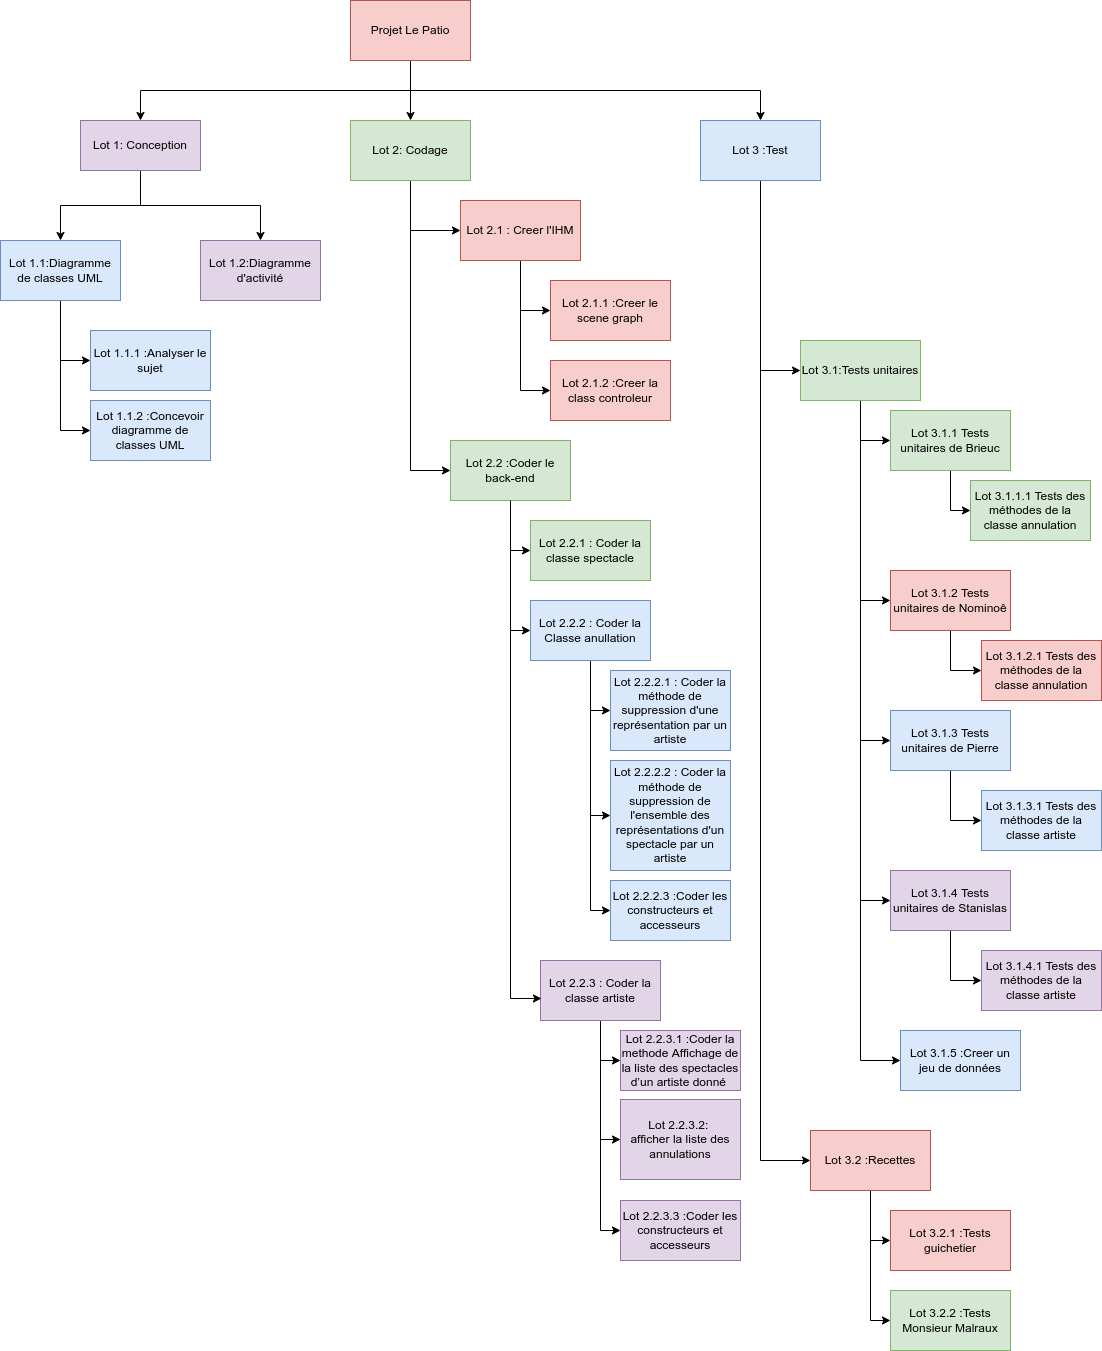 Projet Le Patio
Lot 1: Conception
Lot 2: Codage
Lot 3 :Test
Lot 1.1:Diagramme
de classes UML
Lot 1.2:Diagramme
d'activité
Lot 1.1.1 :Analyser le
sujet
Lot 1.1.2 :Concevoir
diagramme de
classes UML
Lot 2.1 : Creer l'IHM
Lot 2.1.1 :Creer le
scene graph
Lot 2.1.2 :Creer la
class controleur
Lot 2.2 :Coder le
back-end
Lot 2.2.1 : Coder la
classe spectacle
Lot 2.2.2 : Coder la
Classe anullation
Lot 2.2.2.1 : Coder la
méthode de
suppression d'une
représentation par un
artiste
Lot 2.2.2.2 : Coder la
méthode de
suppression de
l'ensemble des
représentations d'un
spectacle par un
artiste
Lot 2.2.2.3 :Coder les
constructeurs et
accesseurs
Lot 2.2.3 : Coder la
classe artiste
Lot 2.2.3.1 :Coder la
methode Affichage de
la liste des spectacles
d'un artiste donné
Lot 2.2.3.2:
afficher la liste des
annulations
Lot 2.2.3.3 :Coder les
constructeurs et
accesseurs
Lot 3.1:Tests unitaires
Lot 3.1.1 Tests
unitaires de Brieuc
Lot 3.1.1.1 Tests des
méthodes de la
classe annulation
Lot 3.1.2 Tests
unitaires de Nominoê
Lot 3.1.2.1 Tests des
méthodes de la
classe annulation
Lot 3.1.3 Tests
unitaires de Pierre
Lot 3.1.3.1 Tests des
méthodes de la
classe artiste
Lot 3.1.4 Tests
unitaires de Stanislas
Lot 3.1.4.1 Tests des
méthodes de la
classe artiste
Lot 3.1.5 :Creer un
jeu de données
Lot 3.2 :Recettes
Lot 3.2.1 :Tests
guichetier
Lot 3.2.2 :Tests
Monsieur Malraux